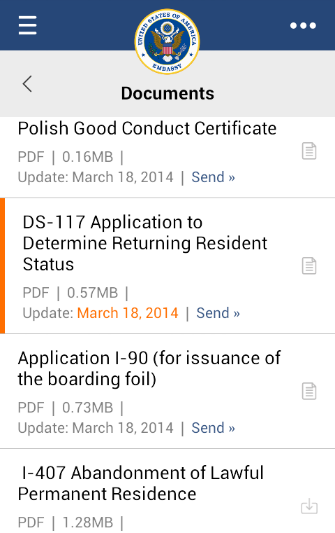 UNITED STATES OF AMERICA
EMBASSY
Documents
Polish Good Conduct Certificate
PDF | 0.16MB |
Update: March 18, 2014 | Send »
DS-117 Application to
Determine Returning Resident
Status
PDF | 0.57MB |
Update: March 18, 2014 | Send »
Application I-90 (for issuance of
the boarding foil)
PDF | 0.73MB |
Update: March 18, 2014 | Send »
I-407 Abandonment of Lawful
Permanent Residence
PDF | 1.28MB |